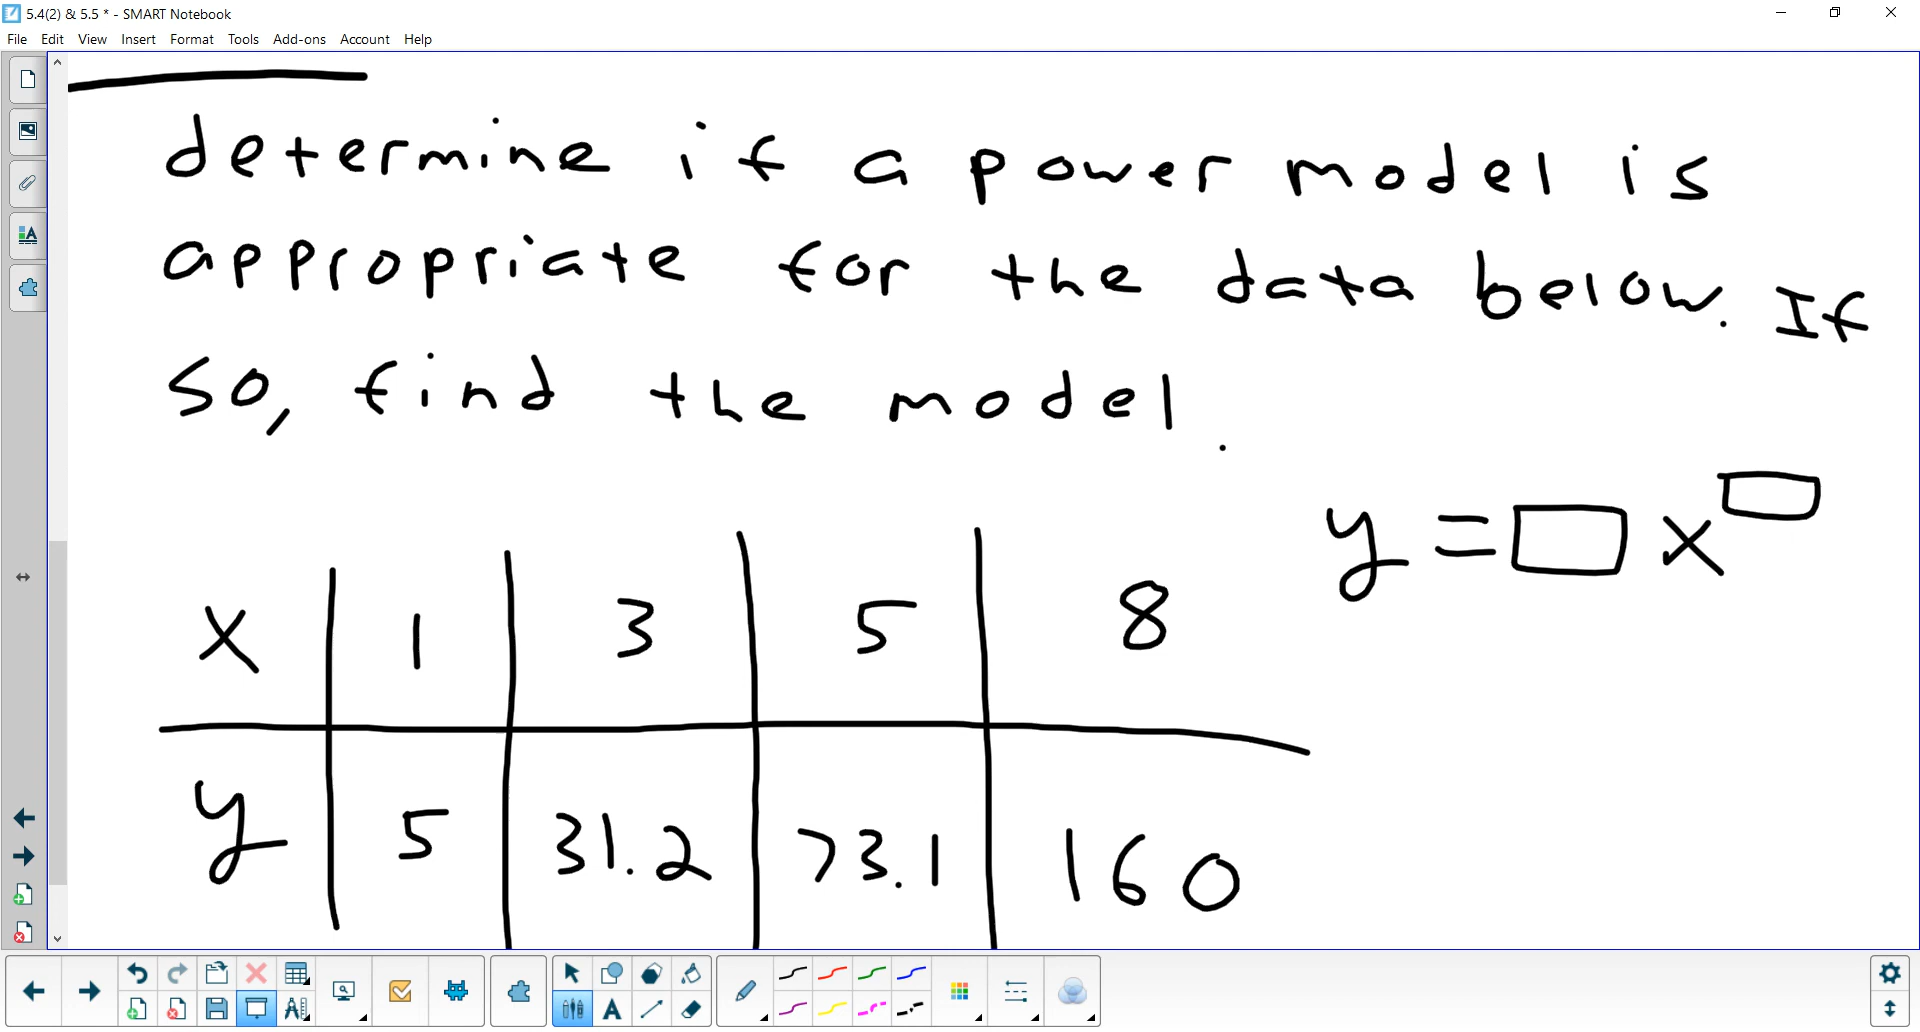 5.4(2) & 5.5 * - SMART Notebook
File Edit View Insert Format Tools Add-ons Account Help
determine if a power model is
appropriate for the data below. If
so, find the model.
y = x
x 1 3 5 8
y 5 31.2 73.1 160